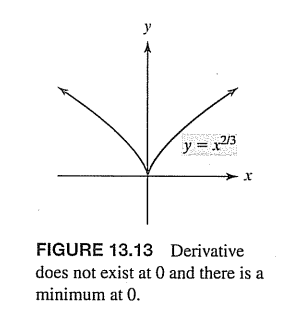 y
y = x^{2/3}
x
FIGURE 13.13 Derivative
does not exist at 0 and there is a
minimum at 0.